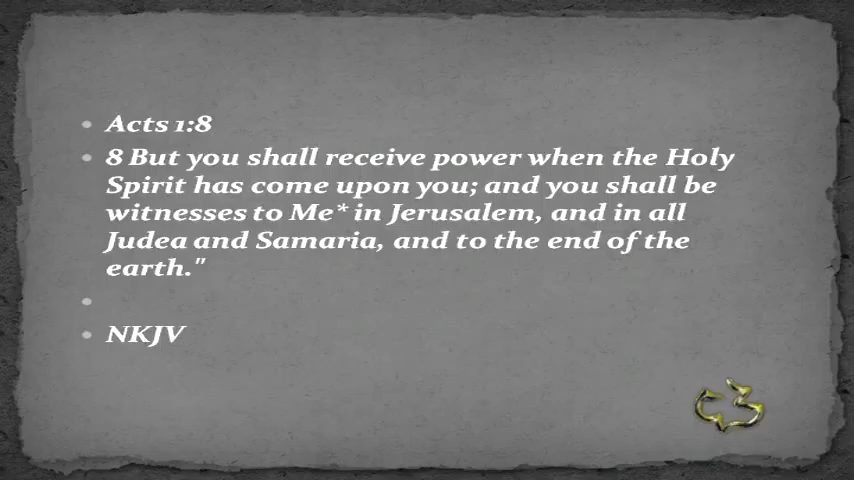 Acts 1:8
8 But you shall receive power when the Holy
Spirit has come upon you; and you shall be
witnesses to Me* in Jerusalem, and in all
Judea and Samaria, and to the end of the
earth."
NKJV